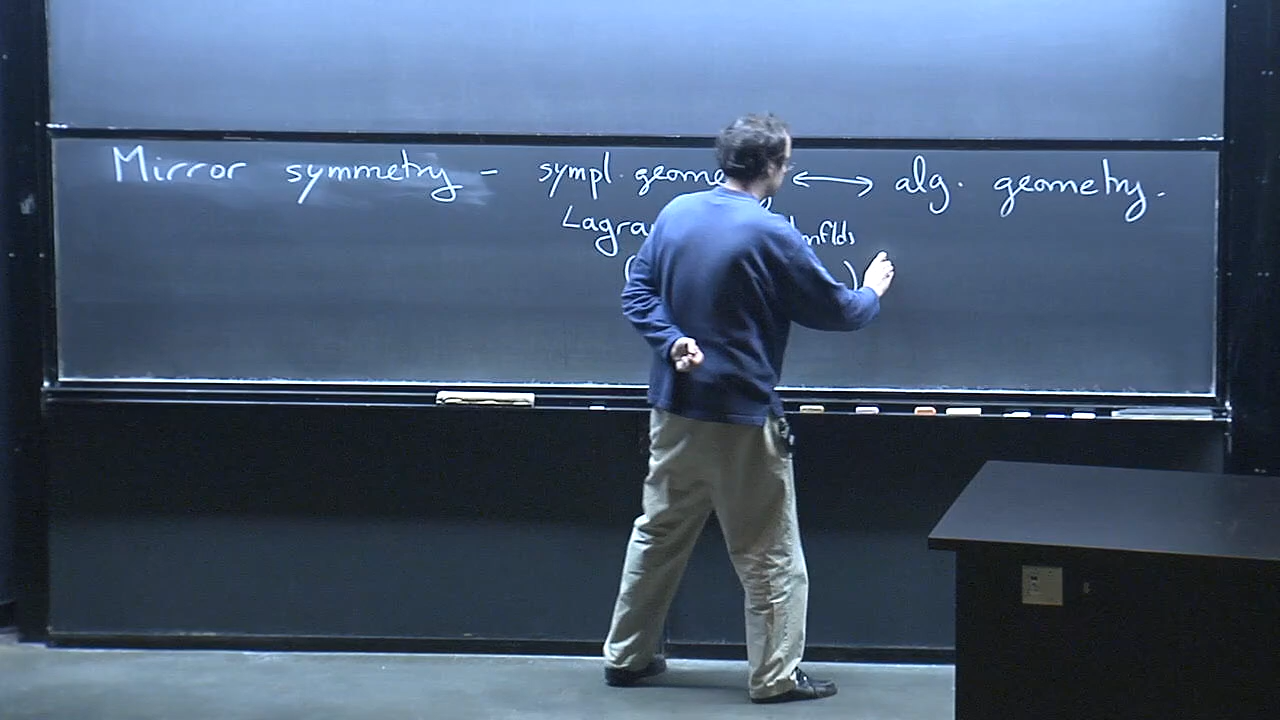 Mirror symmetry - sympl. geome ⟷ alg. geometry.
Lagra mflds
( )